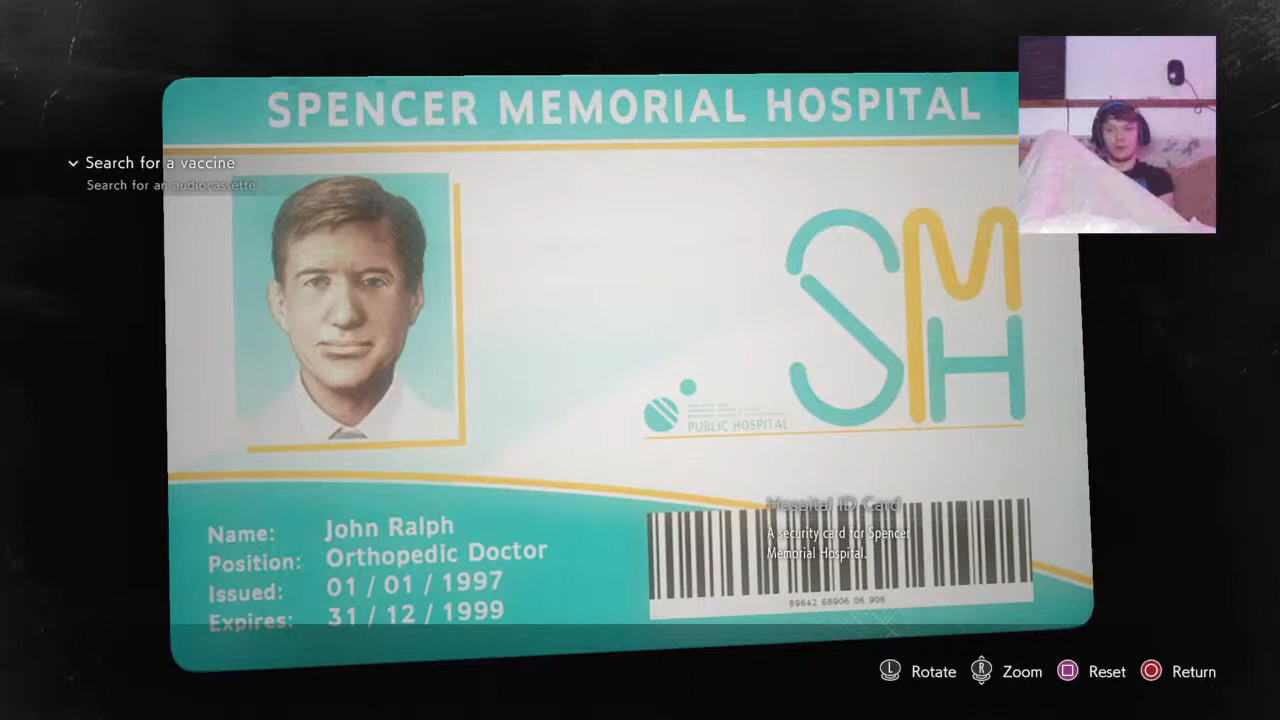 SPENCER MEMORIAL HOSPITAL
Search for a vaccine
Search for an audiocassette
SMH
PUBLIC HOSPITAL
Name: John Ralph
Position: Orthopedic Doctor
Issued: 01 / 01 / 1997
Expires: 31 / 12 / 1999
Hospital ID Card
A security card for Spencer
Memorial Hospital.
89642 68906 06 906
L Rotate R Zoom Reset Return